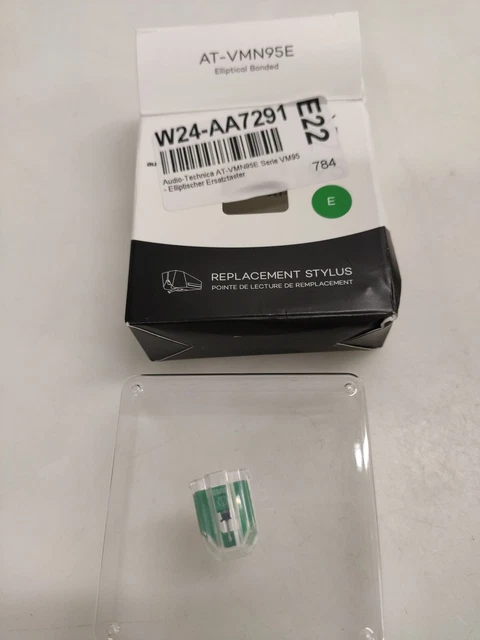 AT-VMN95E
Elliptical Bonded
W24-AA7291
E22
Audio-Technica AT-VMN95E Serie VM95
- Elliptischer Ersatztaster
784
E
REPLACEMENT STYLUS
POINTE DE LECTURE DE REMPLACEMENT